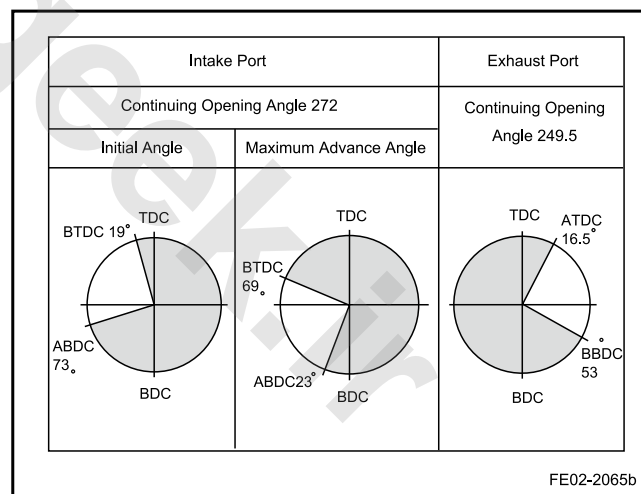 Intake Port
Exhaust Port
Continuing Opening Angle 272
Continuing Opening
Angle 249.5
Initial Angle
Maximum Advance Angle
TDC
BTDC 19°
ABDC
73°
BDC
TDC
BTDC
69°
ABDC23°
BDC
TDC
ATDC
16.5°
BBDC°
53
BDC
FE02-2065b
geek.ir